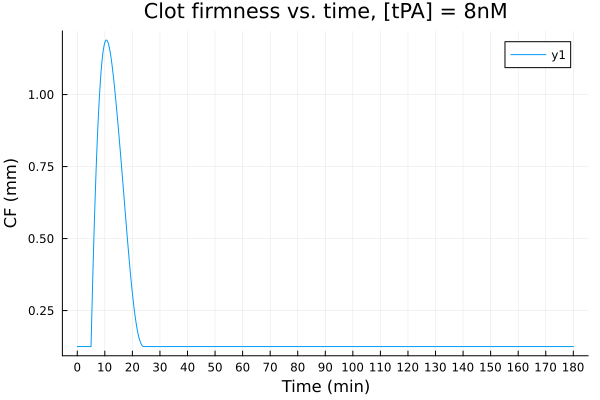 Clot firmness vs. time, [tPA] = 8nM
y1
CF (mm)
1.00
0.75
0.50
0.25
0 10 20 30 40 50 60 70 80 90 100 110 120 130 140 150 160 170 180
Time (min)